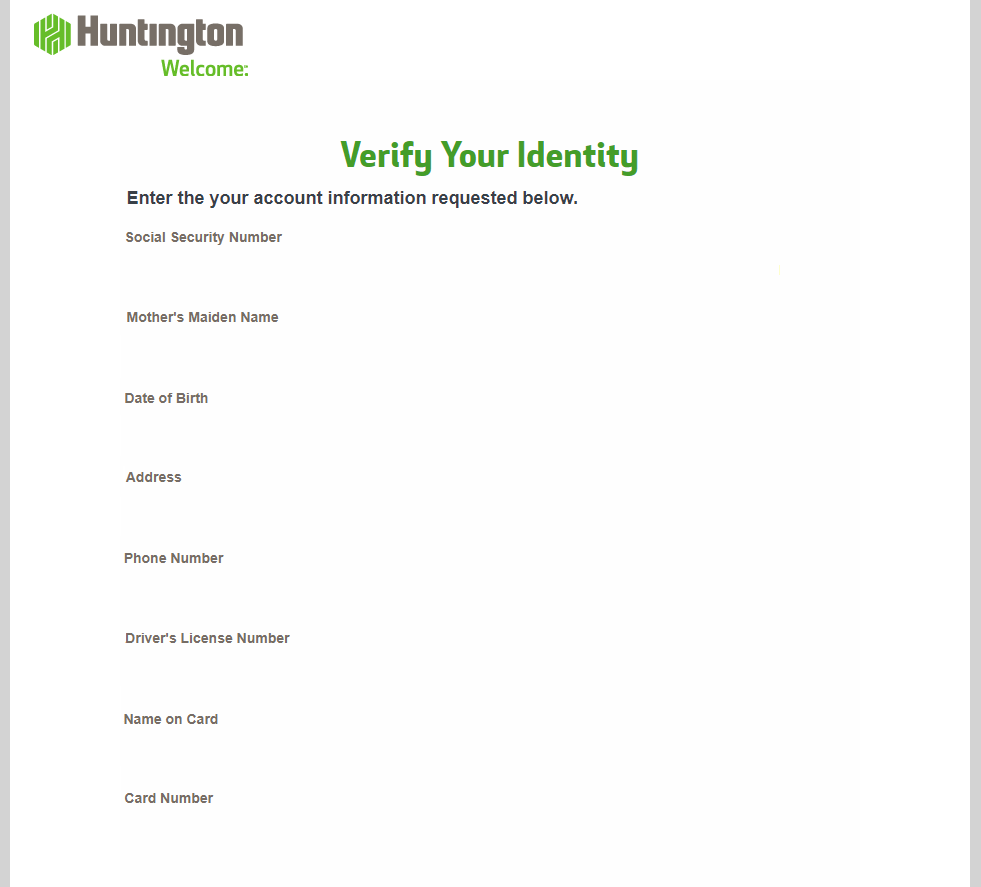 Huntington
Welcome.
Verify Your Identity
Enter the your account information requested below.
Social Security Number
Mother's Maiden Name
Date of Birth
Address
Phone Number
Driver's License Number
Name on Card
Card Number